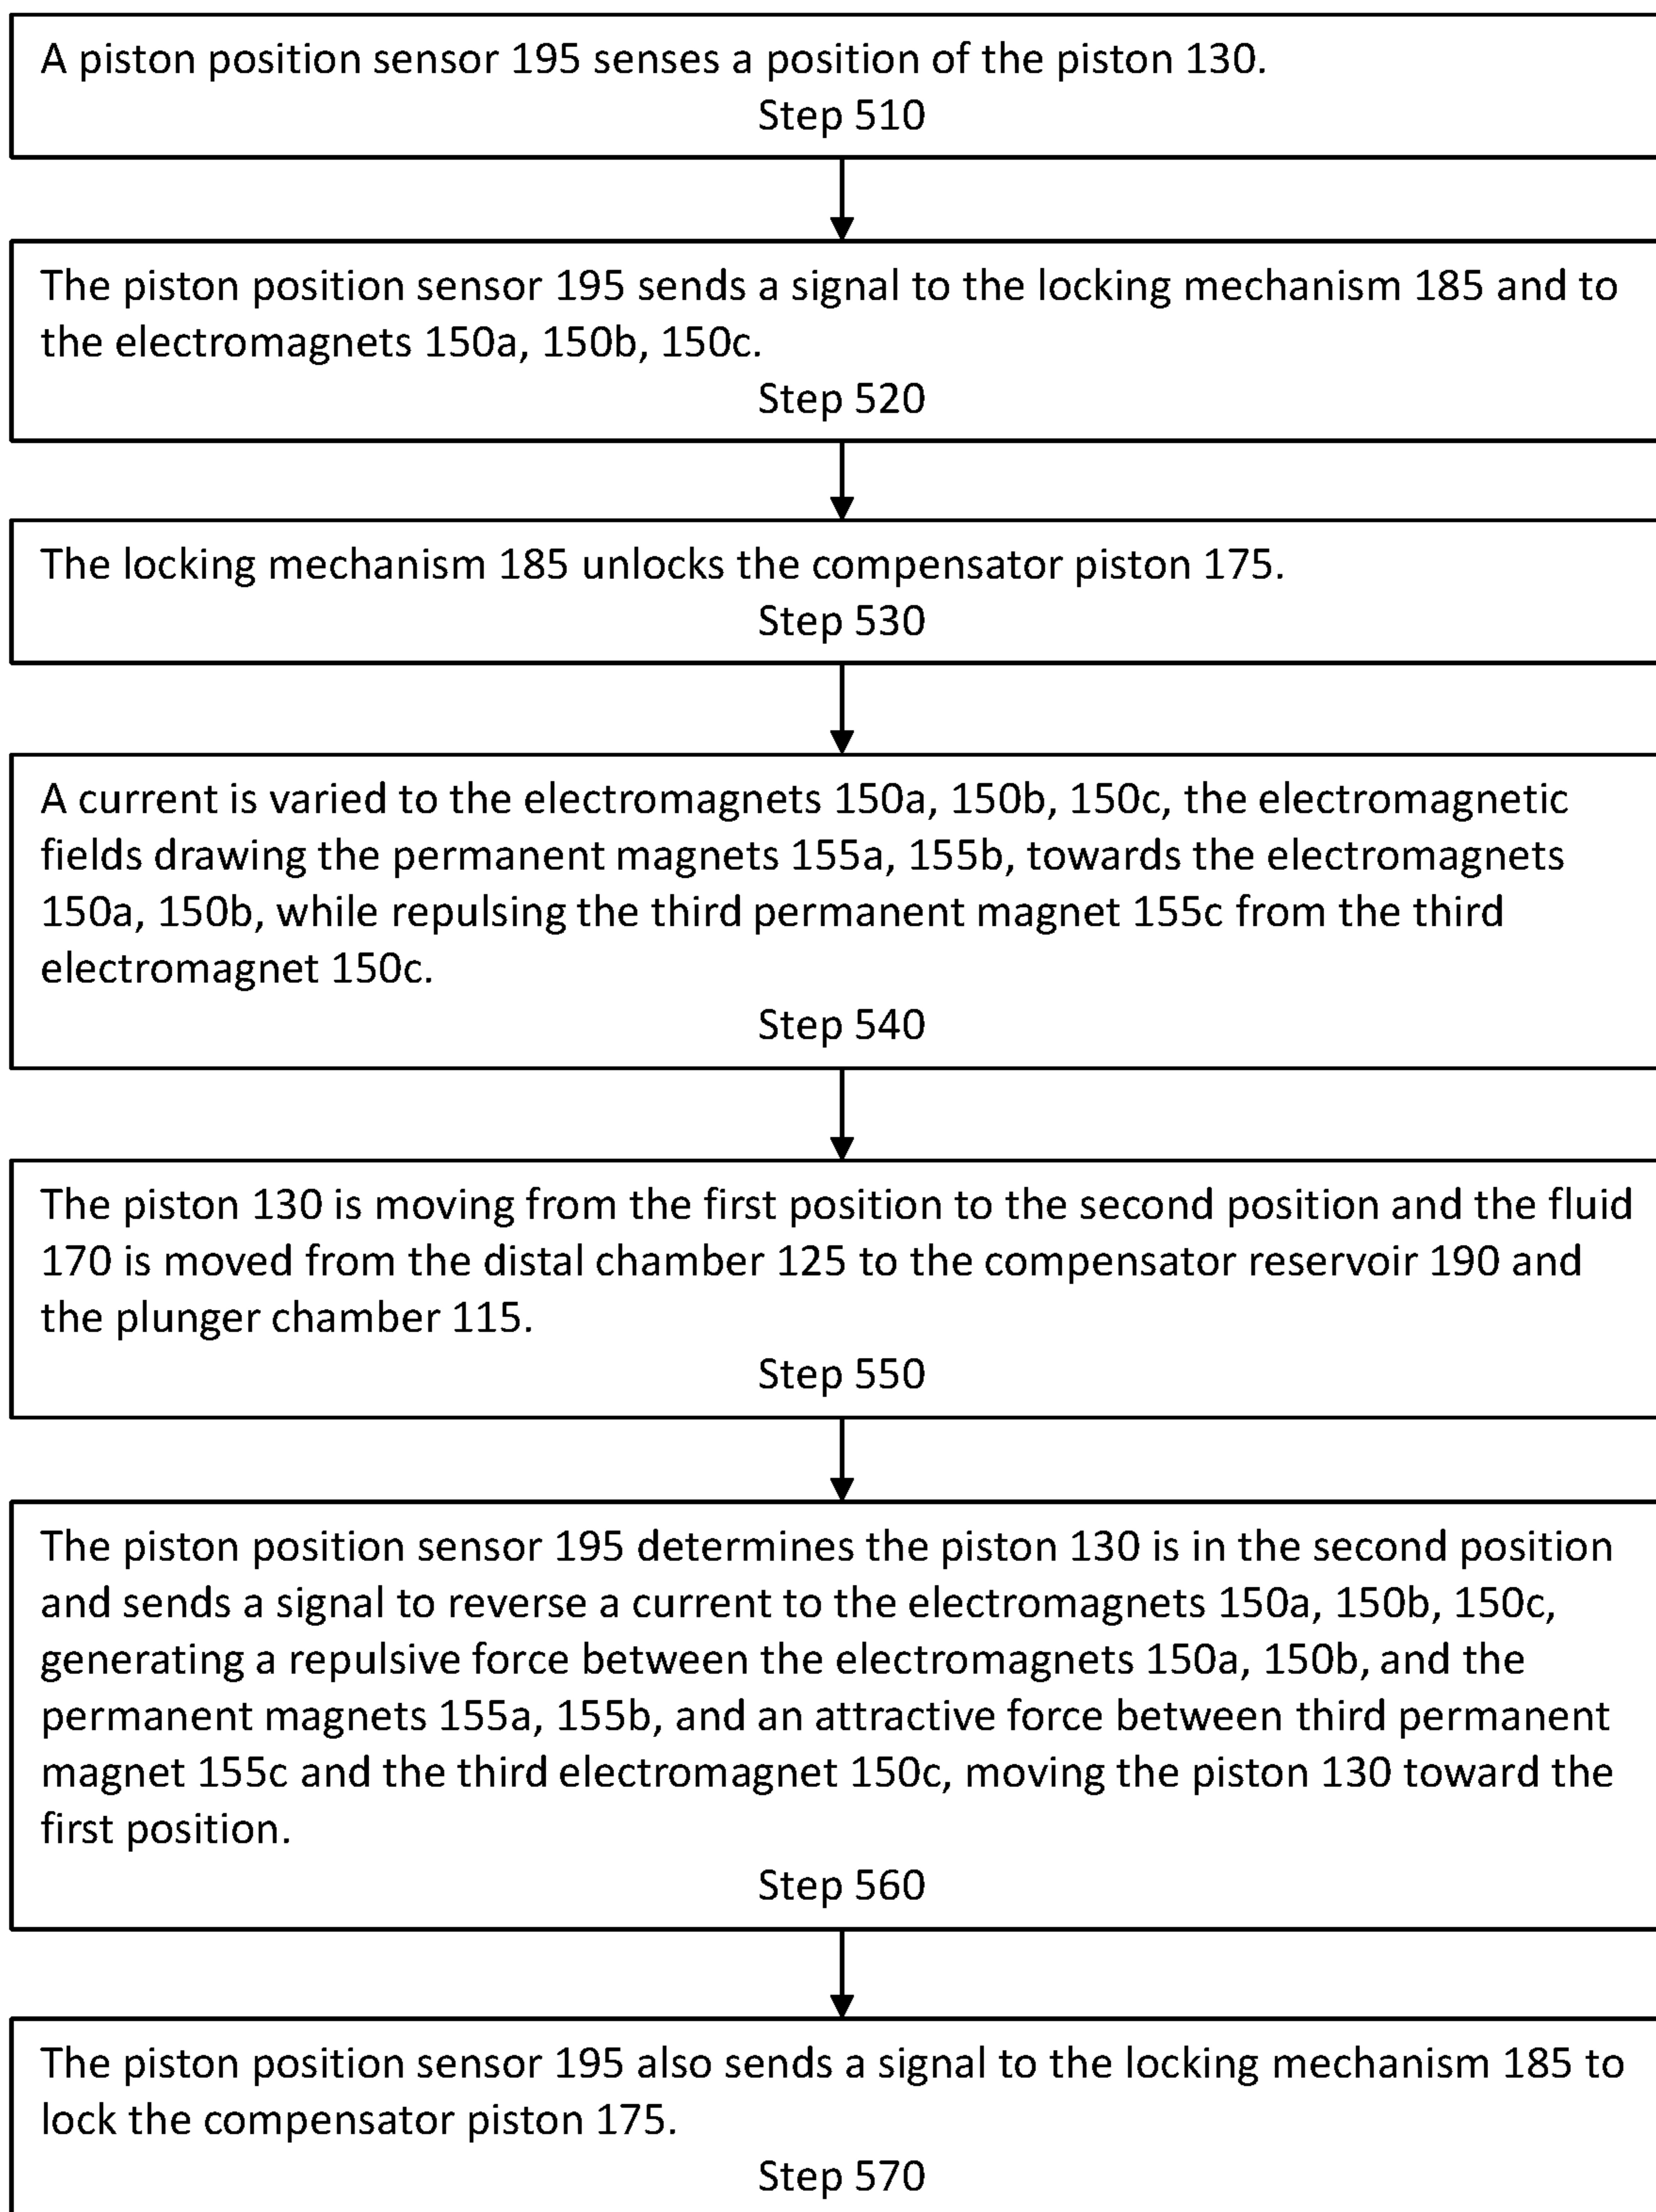 A piston position sensor 195 senses a position of the piston 130.
Step 510
The piston position sensor 195 sends a signal to the locking mechanism 185 and to
the electromagnets 150a, 150b, 150c.
Step 520
The locking mechanism 185 unlocks the compensator piston 175.
Step 530
A current is varied to the electromagnets 150a, 150b, 150c, the electromagnetic
fields drawing the permanent magnets 155a, 155b, towards the electromagnets
150a, 150b, while repulsing the third permanent magnet 155c from the third
electromagnet 150c.
Step 540
The piston 130 is moving from the first position to the second position and the fluid
170 is moved from the distal chamber 125 to the compensator reservoir 190 and
the plunger chamber 115.
Step 550
The piston position sensor 195 determines the piston 130 is in the second position
and sends a signal to reverse a current to the electromagnets 150a, 150b, 150c,
generating a repulsive force between the electromagnets 150a, 150b, and the
permanent magnets 155a, 155b, and an attractive force between third permanent
magnet 155c and the third electromagnet 150c, moving the piston 130 toward the
first position.
Step 560
The piston position sensor 195 also sends a signal to the locking mechanism 185 to
lock the compensator piston 175.
Step 570